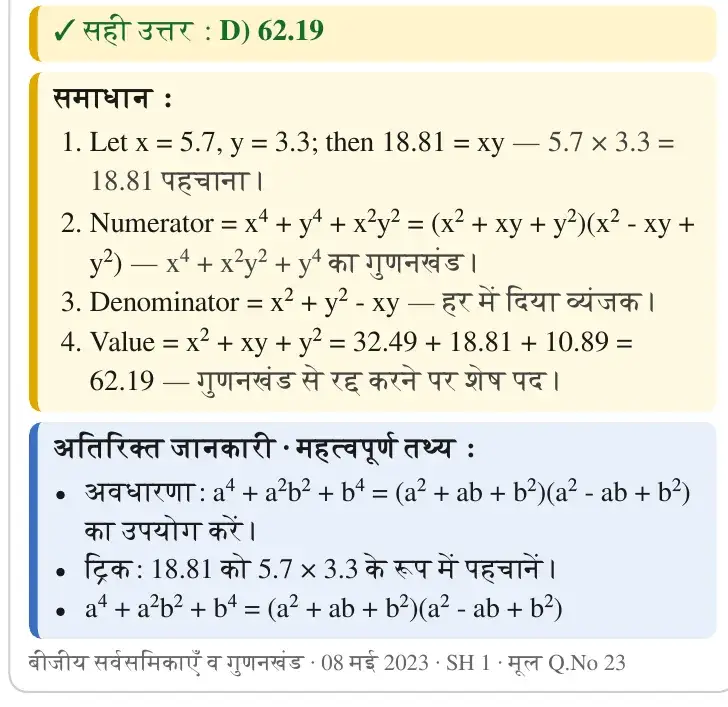 ✓ सही उत्तर : D) 62.19
समाधान :
1. Let x = 5.7, y = 3.3; then 18.81 = xy — 5.7 × 3.3 =
18.81 पहचाना।
2. Numerator = x⁴ + y⁴ + x²y² = (x² + xy + y²)(x² - xy +
y²) — x⁴ + x²y² + y⁴ का गुणनखंड।
3. Denominator = x² + y² - xy — हर में दिया व्यंजक।
4. Value = x² + xy + y² = 32.49 + 18.81 + 10.89 =
62.19 — गुणनखंड से रद्द करने पर शेष पद।
अतिरिक्त जानकारी · महत्वपूर्ण तथ्य :
• अवधारणा: a⁴ + a²b² + b⁴ = (a² + ab + b²)(a² - ab + b²)
का उपयोग करें।
• ट्रिक: 18.81 को 5.7 × 3.3 के रूप में पहचानें।
• a⁴ + a²b² + b⁴ = (a² + ab + b²)(a² - ab + b²)
बीजीय सर्वसमिकाएँ व गुणनखंड · 08 मई 2023 · SH 1 · मूल Q.No 23